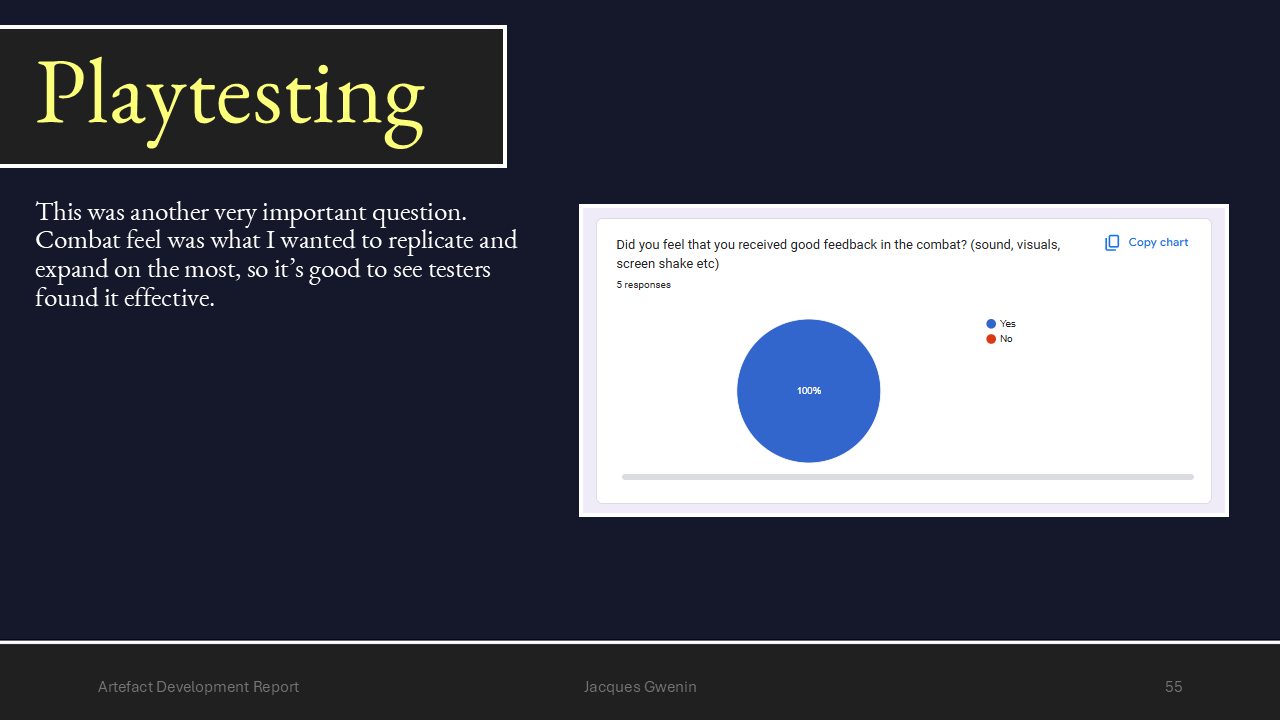 Playtesting
This was another very important question.
Combat feel was what I wanted to replicate and
expand on the most, so it’s good to see testers
found it effective.
Did you feel that you received good feedback in the combat? (sound, visuals,
screen shake etc)
Copy chart
5 responses
Yes
No
100%
Artefact Development Report
Jacques Gwenin
55